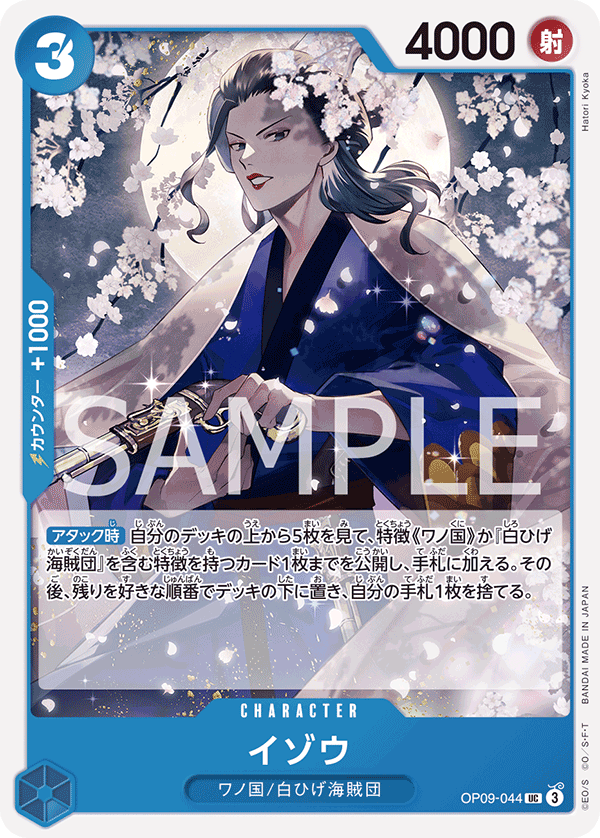 3
4000
射
Hatori Kyoka
カウンター +1000
SAMPLE
アタック時 自分のデッキの上から5枚を見て、特徴《ワノ国》か『白ひげ
海賊団』を含む特徴を持つカード1枚までを公開し、手札に加える。その
後、残りを好きな順番でデッキの下に置き、自分の手札1枚を捨てる。
CHARACTER
イゾウ
ワノ国/白ひげ海賊団
OP09-044 UC 3
©E.O/S ©O/S・F・T BANDAI MADE IN JAPAN